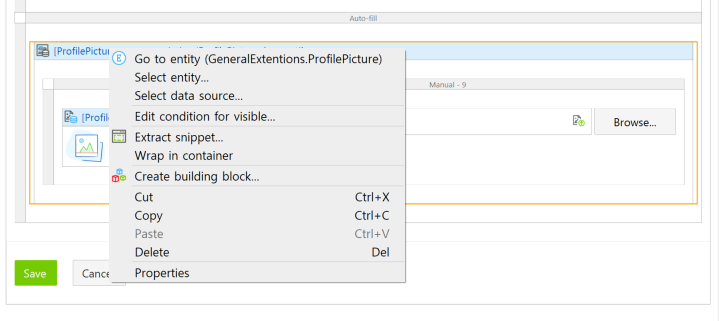 Auto-fill
[ProfilePictu
Go to entity (GeneralExtentions.ProfilePicture)
Select entity...
Select data source...
Manual - 9
Edit condition for visible...
[Profil
Browse...
Extract snippet...
Wrap in container
Create building block...
Cut Ctrl+X
Copy Ctrl+C
Paste Ctrl+V
Delete Del
Properties
Save
Cance